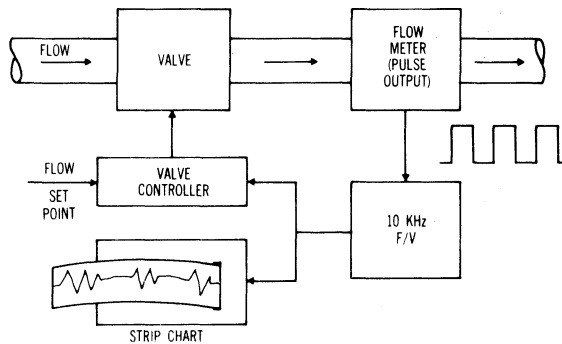 FLOW
VALVE
FLOW
METER
(PULSE
OUTPUT)
FLOW
SET
POINT
VALVE
CONTROLLER
10 KHz
F/V
STRIP CHART